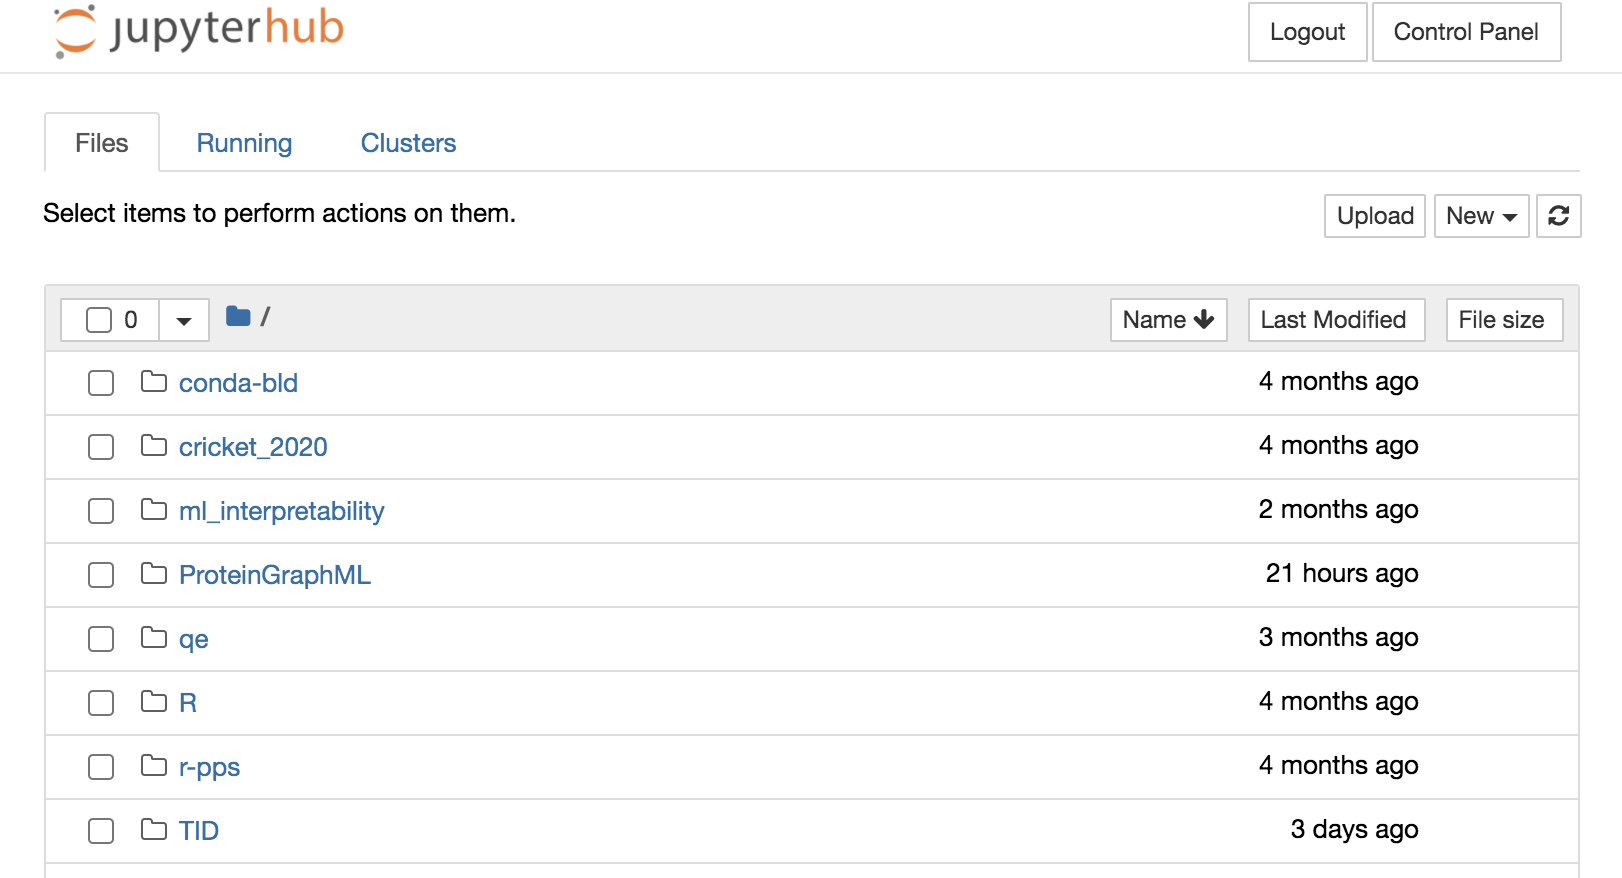 jupyterhub
Logout
Control Panel
Files
Running
Clusters
Select items to perform actions on them.
Upload
New
0
/
Name
Last Modified
File size
conda-bld
4 months ago
cricket_2020
4 months ago
ml_interpretability
2 months ago
ProteinGraphML
21 hours ago
qe
3 months ago
R
4 months ago
r-pps
4 months ago
TID
3 days ago